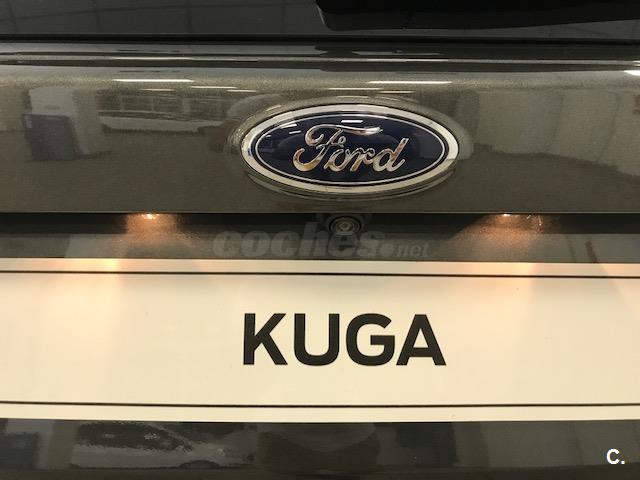 Ford
coches.net
KUGA
C.